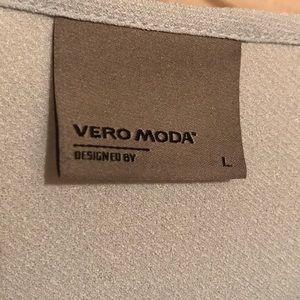 VERO MODA
DESIGNED BY
L